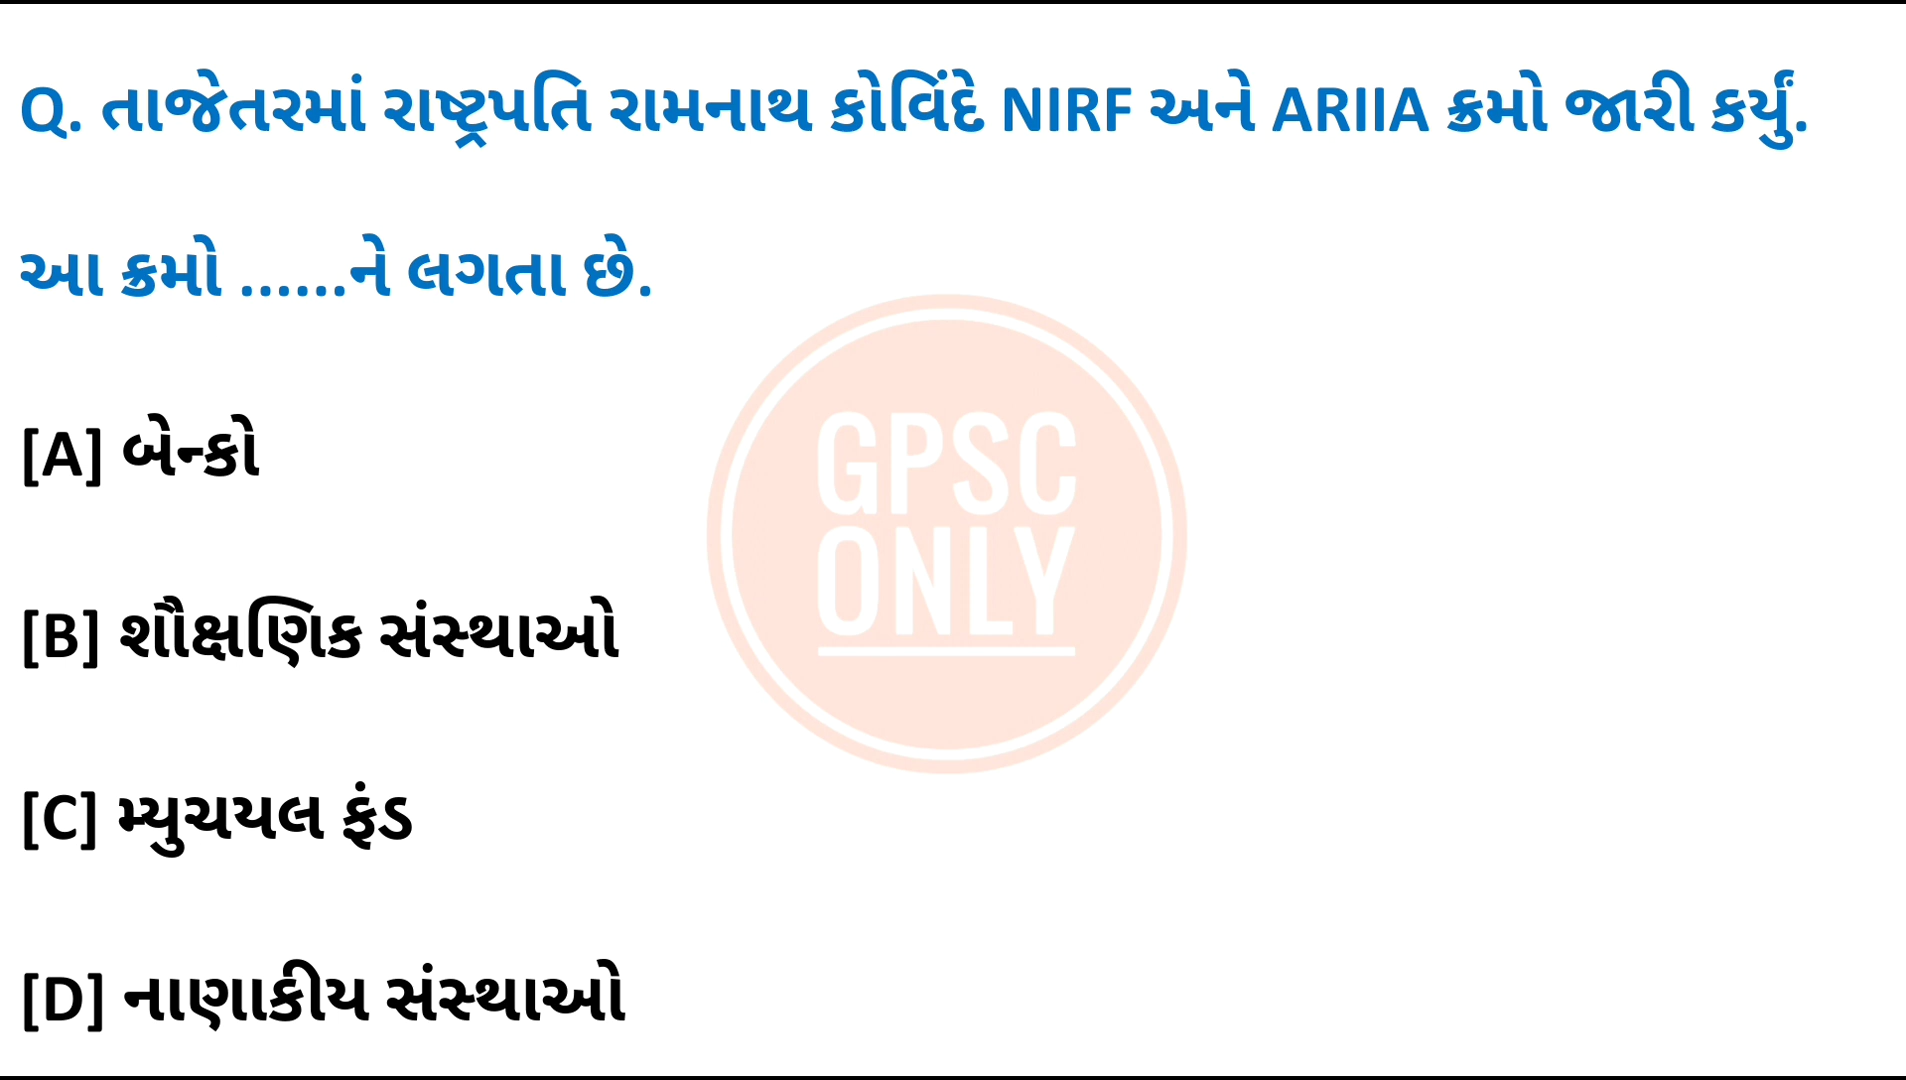 Q. તાજેતરમાં રાષ્ટ્રપતિ રામનાથ કોવિંદે NIRF અને ARIIA ક્રમો જારી કર્યું.
આ ક્રમો ......ને લગતા છે.
[A] બેન્કો
[B] શૌક્ષણિક સંસ્થાઓ
[C] મ્યુચયલ ફંડ
[D] નાણાકીય સંસ્થાઓ
GPSC
ONLY